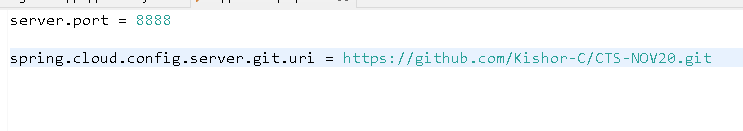 server.port = 8888
spring.cloud.config.server.git.uri = https://github.com/Kishor-C/CTS-NOV20.git